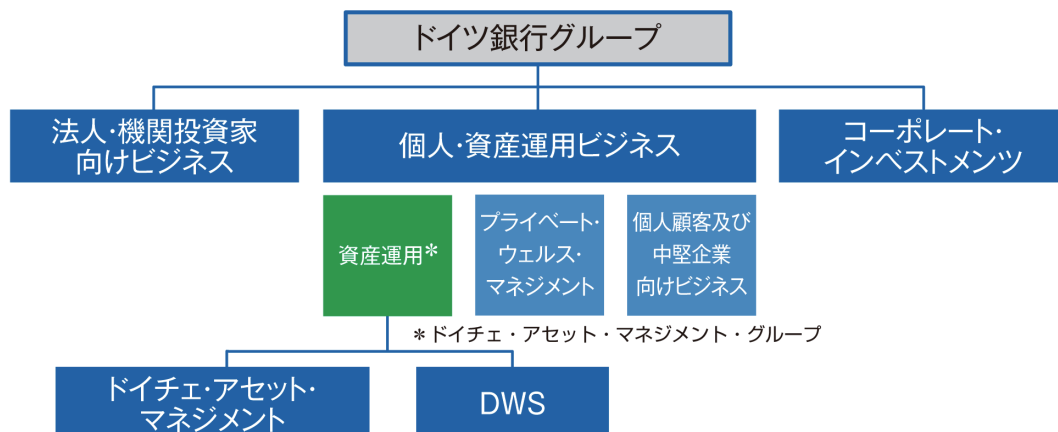 ドイツ銀行グループ
法人・機関投資家
向けビジネス
個人・資産運用ビジネス
コーポレート・
インベストメンツ
資産運用*
プライベート・
ウェルス・
マネジメント
個人顧客及び
中堅企業
向けビジネス
*ドイチェ・アセット・マネジメント・グループ
ドイチェ・アセット・
マネジメント
DWS